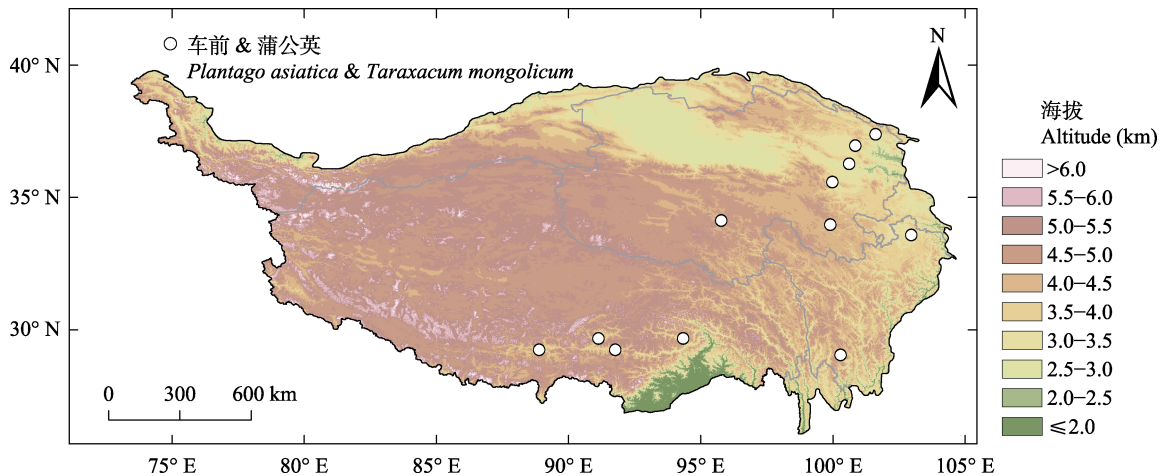 车前 & 蒲公英
Plantago asiatica & Taraxacum mongolicum
N
40° N
35° N
30° N
0 300 600 km
75° E 80° E 85° E 90° E 95° E 100° E 105° E
海拔
Altitude (km)
>6.0
5.5−6.0
5.0−5.5
4.5−5.0
4.0−4.5
3.5−4.0
3.0−3.5
2.5−3.0
2.0−2.5
≤2.0